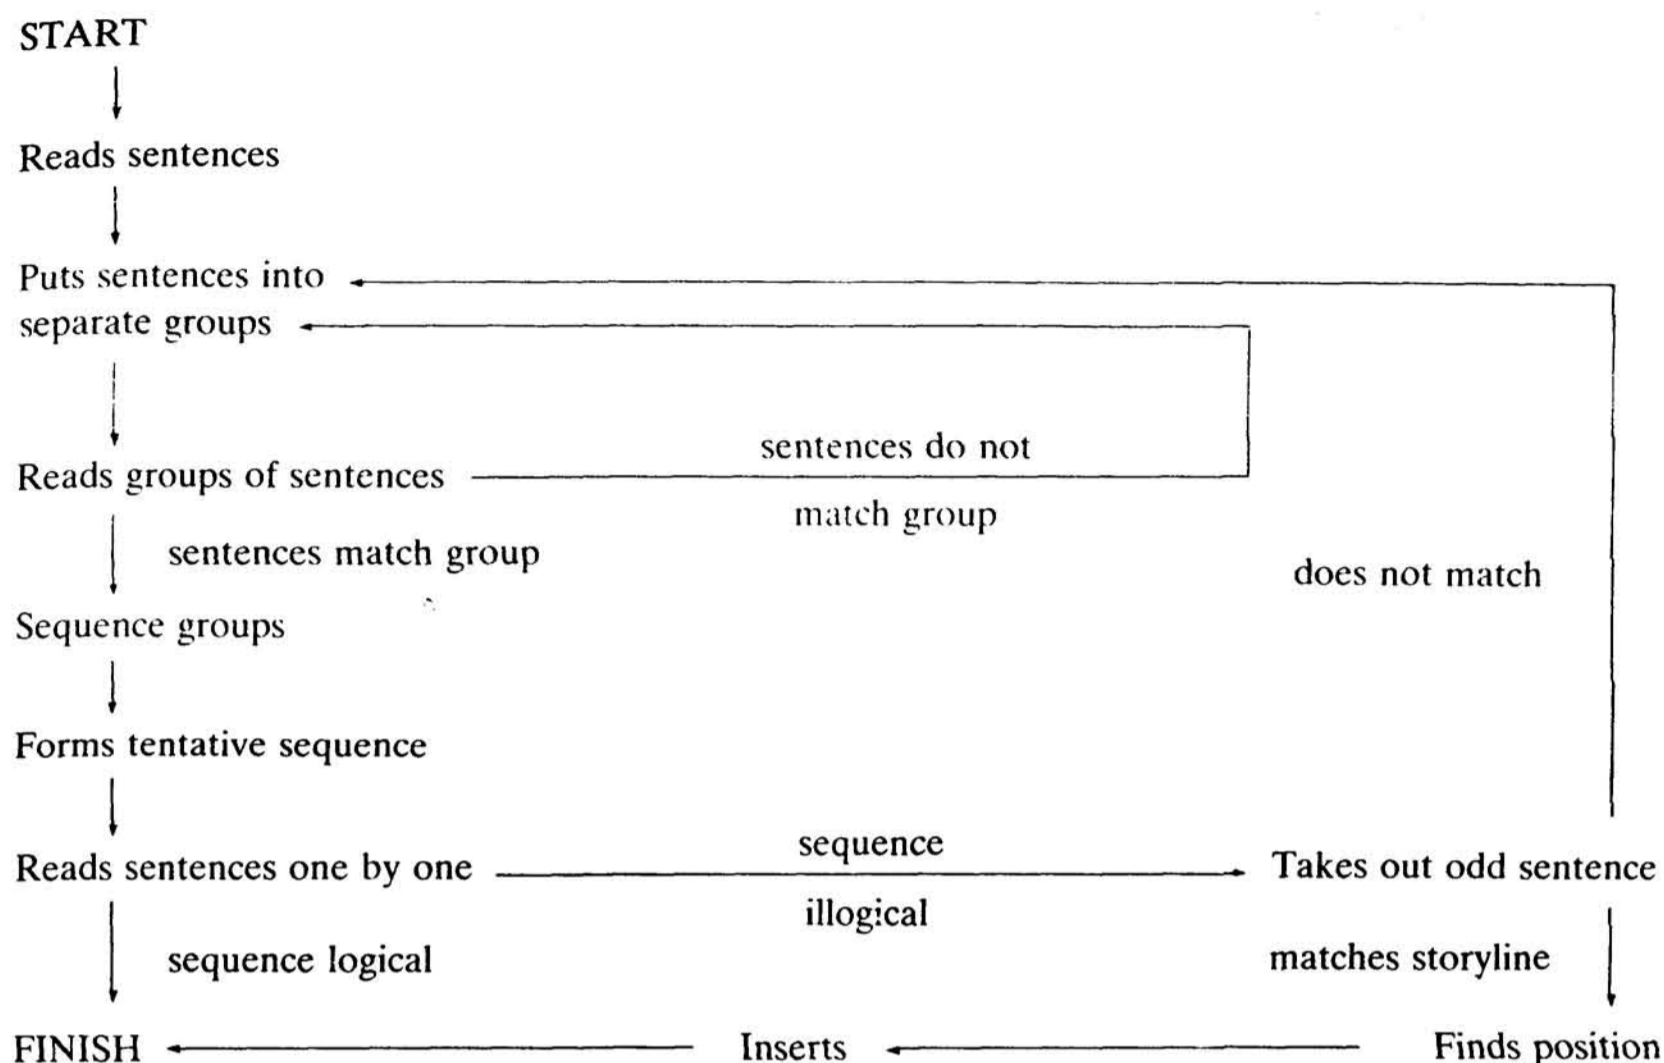 START
Reads sentences
Puts sentences into
separate groups
sentences do not
Reads groups of sentences
match group
sentences match group
does not match
Sequence groups
Forms tentative sequence
sequence
Reads sentences one by one
Takes out odd sentence
illogical
sequence logical
matches storyline
FINISH
Inserts
Finds position